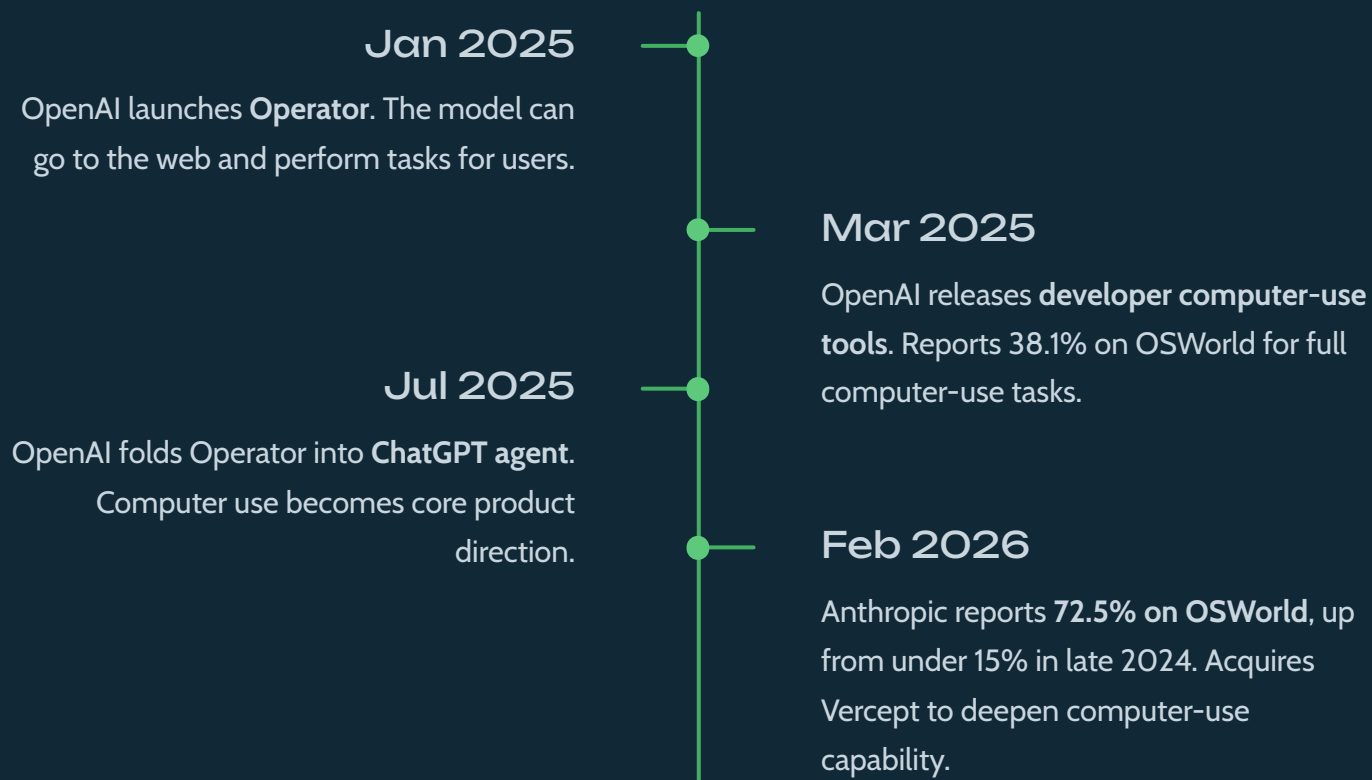 Jan 2025
OpenAI launches Operator. The model can
go to the web and perform tasks for users.
Mar 2025
OpenAI releases developer computer-use
tools. Reports 38.1% on OSWorld for full
computer-use tasks.
Jul 2025
OpenAI folds Operator into ChatGPT agent.
Computer use becomes core product
direction.
Feb 2026
Anthropic reports 72.5% on OSWorld, up
from under 15% in late 2024. Acquires
Vercept to deepen computer-use
capability.